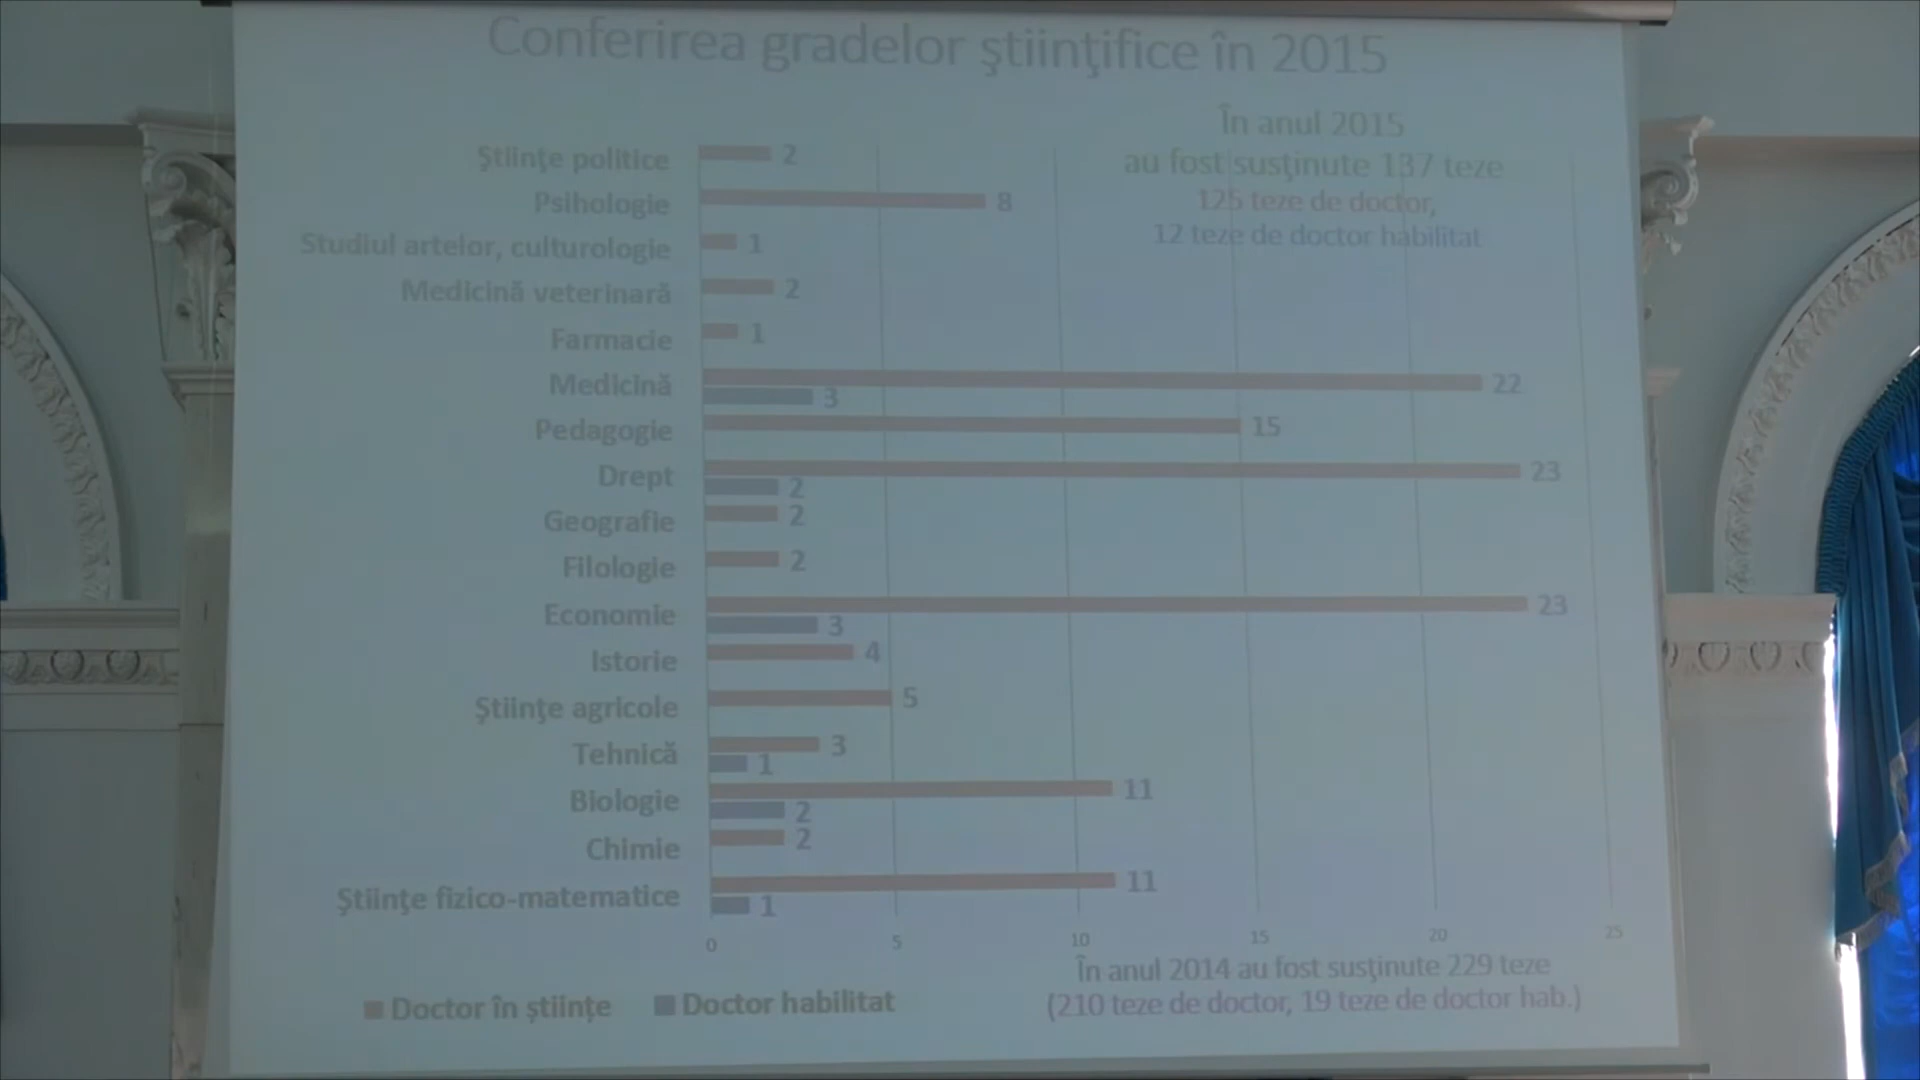 Conferirea gradelor ştiinţifice în 2015
În anul 2015
au fost susţinute 137 teze
125 teze de doctor,
12 teze de doctor habilitat
Ştiinţe politice 2
Psihologie 8
Studiul artelor, culturologie 1
Medicină veterinară 2
Farmacie 1
Medicină 22
3
Pedagogie 15
Drept 23
2
Geografie 2
Filologie 2
Economie 23
3
Istorie 4
Ştiinţe agricole 5
Tehnică 3
1
Biologie 11
2
Chimie 2
Ştiinţe fizico-matematice 11
1
0 5 10 15 20 25
În anul 2014 au fost susţinute 229 teze
(210 teze de doctor, 19 teze de doctor hab.)
Doctor în ştiinţe Doctor habilitat